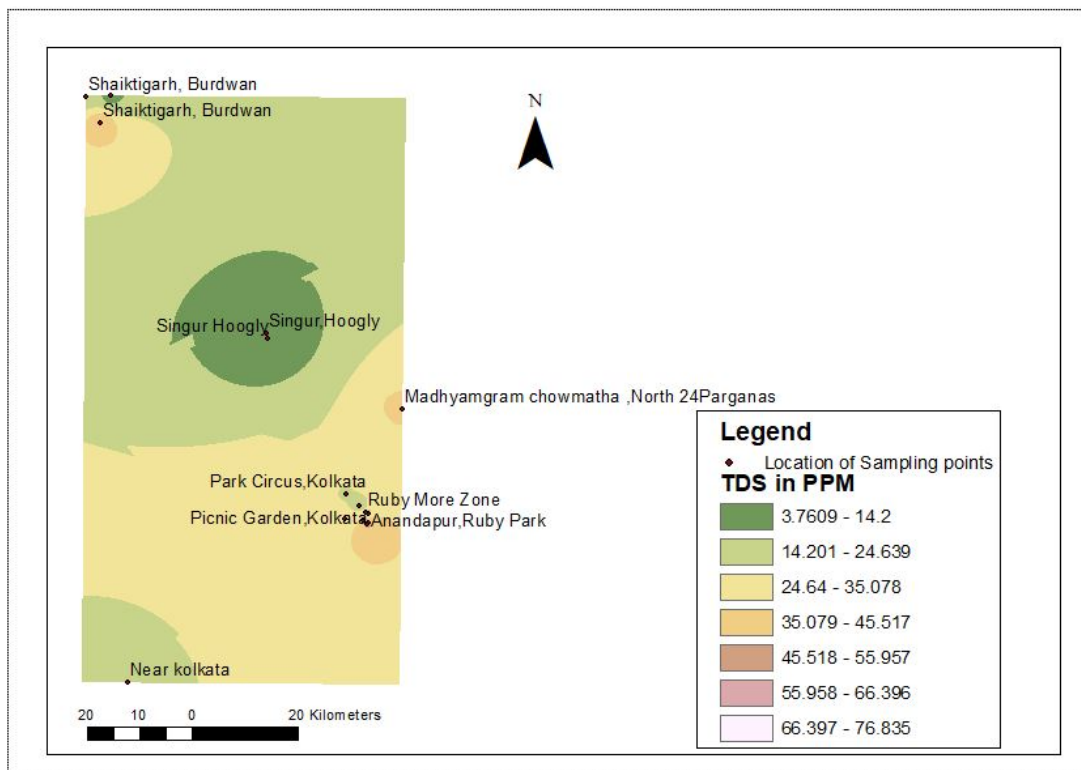 Shaiktigarh, Burdwan
Shaiktigarh, Burdwan
N
Singur Hoogly
Singur,Hoogly
Madhyamgram chowmatha ,North 24Parganas
Park Circus,Kolkata
Ruby More Zone
Picnic Garden,Kolkata
Anandapur,Ruby Park
Near kolkata
20 10 0 20 Kilometers
Legend
Location of Sampling points
TDS in PPM
3.7609 - 14.2
14.201 - 24.639
24.64 - 35.078
35.079 - 45.517
45.518 - 55.957
55.958 - 66.396
66.397 - 76.835